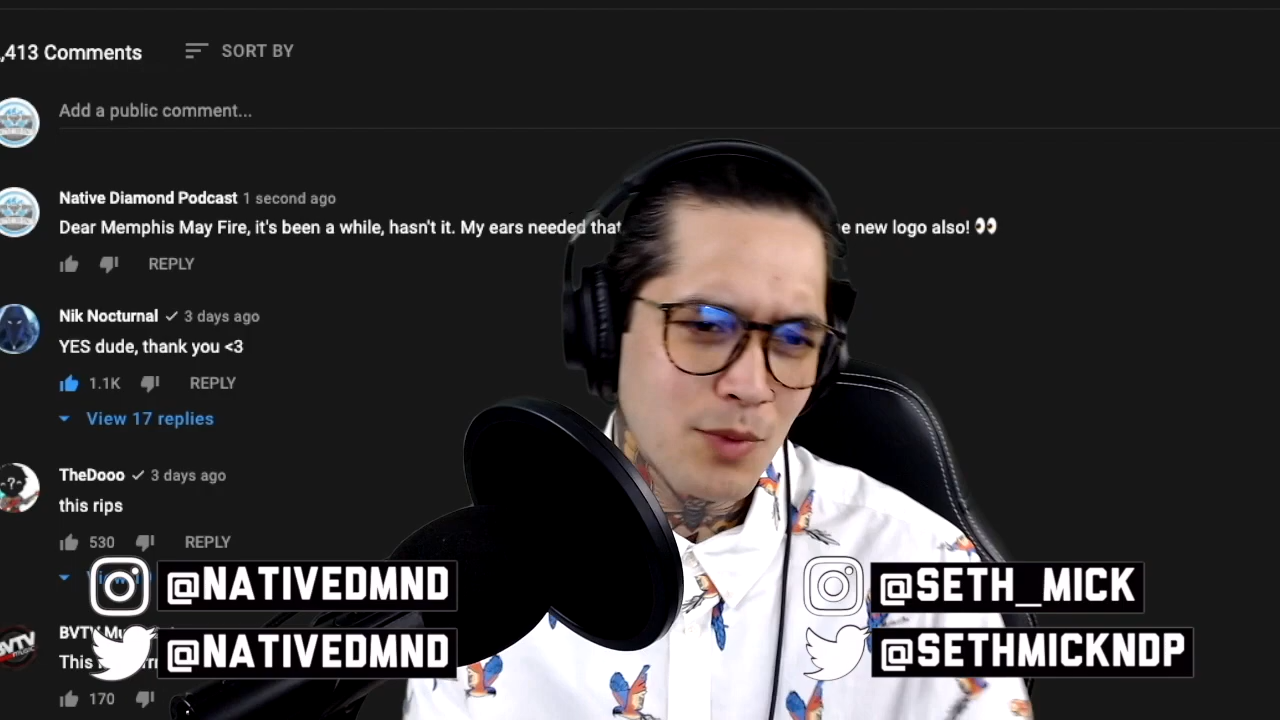 ,413 Comments
SORT BY
Add a public comment...
Native Diamond Podcast 1 second ago
Dear Memphis May Fire, it's been a while, hasn't it. My ears needed that new logo also! 👀
REPLY
Nik Nocturnal ✓ 3 days ago
YES dude, thank you <3
1.1K REPLY
View 17 replies
TheDooo ✓ 3 days ago
this rips
530 REPLY
@NATIVEDMND @SETH_MICK
BVTV
This
@NATIVEDMND @SETHMICKNDP
170